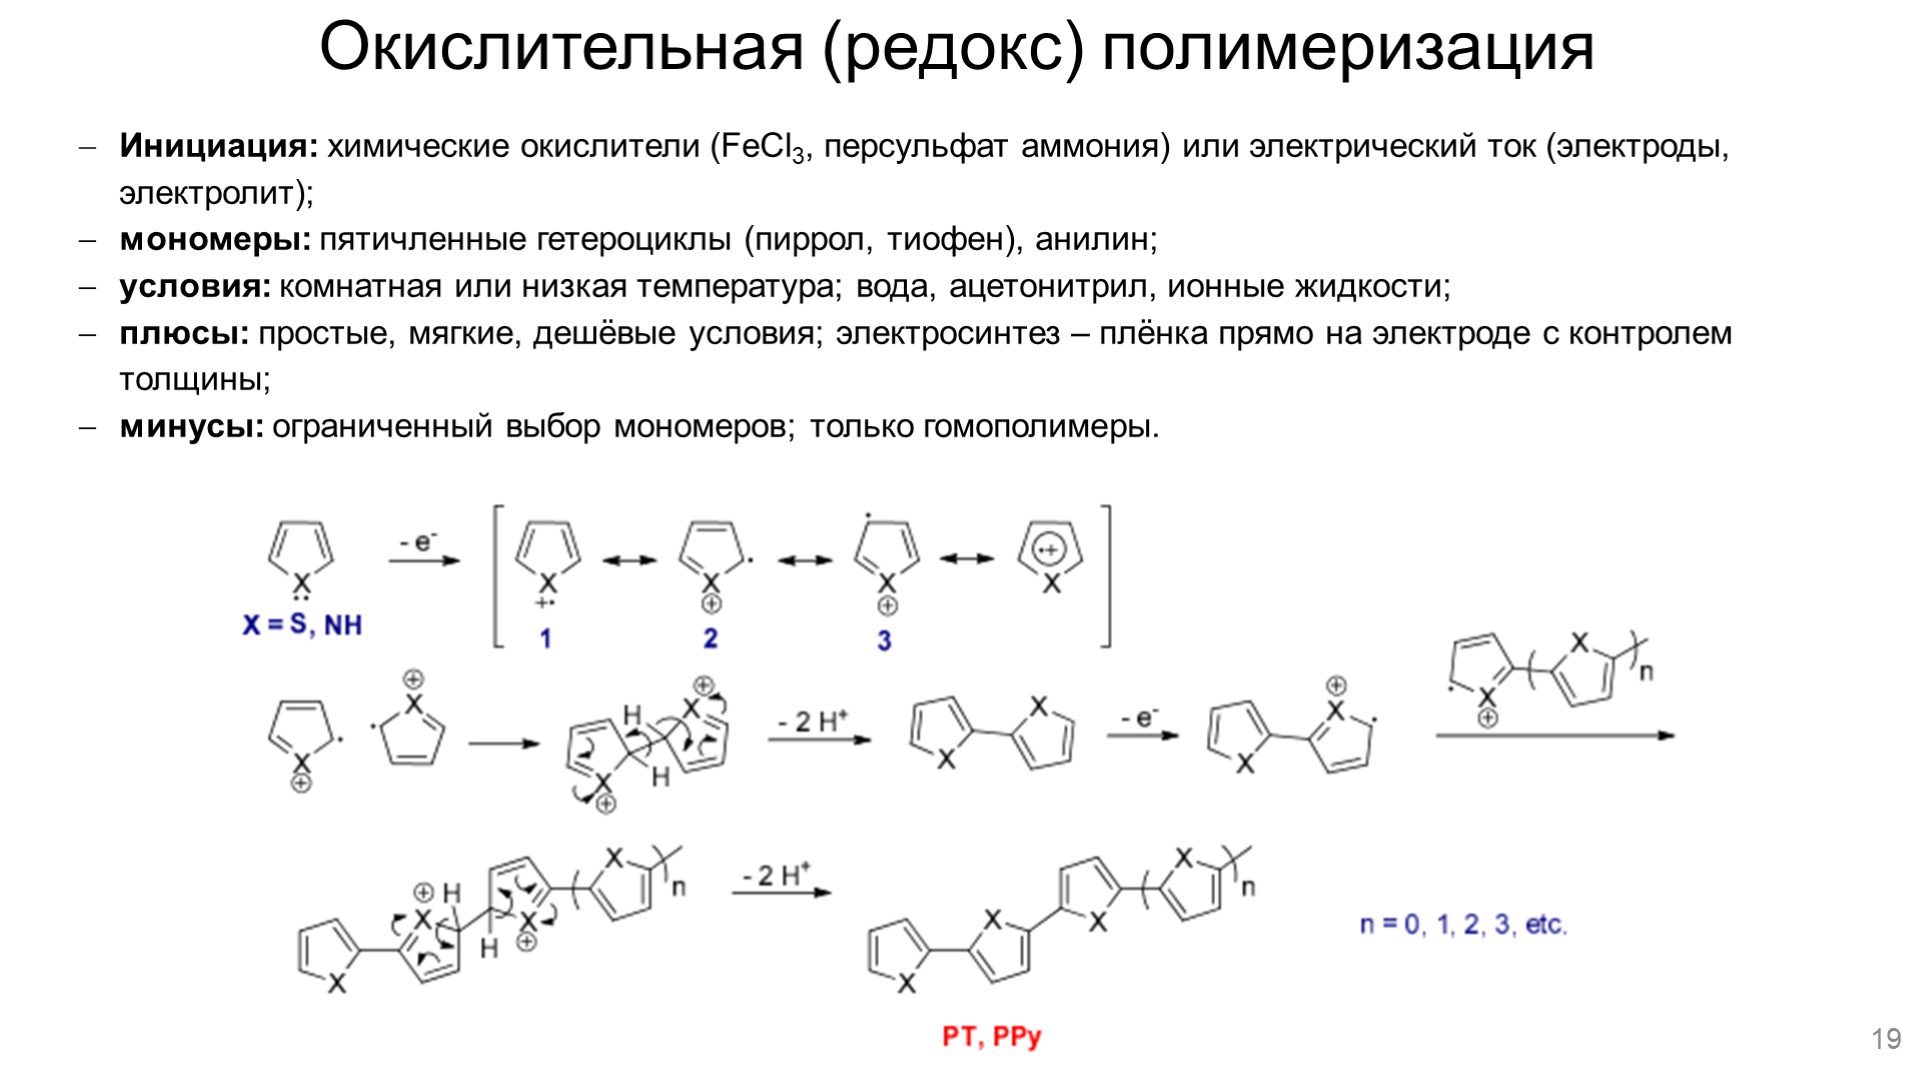 Окислительная (редокс) полимеризация
– Инициация: химические окислители (FeCl₃, персульфат аммония) или электрический ток (электроды,
электролит);
– мономеры: пятичленные гетероциклы (пиррол, тиофен), анилин;
– условия: комнатная или низкая температура; вода, ацетонитрил, ионные жидкости;
– плюсы: простые, мягкие, дешёвые условия; электросинтез – плёнка прямо на электроде с контролем
толщины;
– минусы: ограниченный выбор мономеров; только гомополимеры.
- e⁻
X X X X X
+• ⊕ ⊕
X = S, NH
1 2 3
X n
X ⊕
⊕ X ⊕
H X - 2 H⁺ X - e⁻ X
X ⊕ X H X X
⊕
X n - 2 H⁺ X n
⊕ H
X X X X
H ⊕
n = 0, 1, 2, 3, etc.
X X
PT, PPy
19